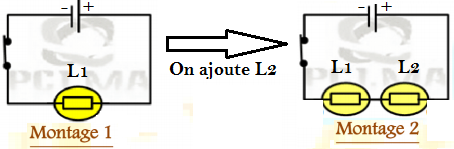 - +
- +
L1
On ajoute L2
L1
L2
Montage 1
Montage 2